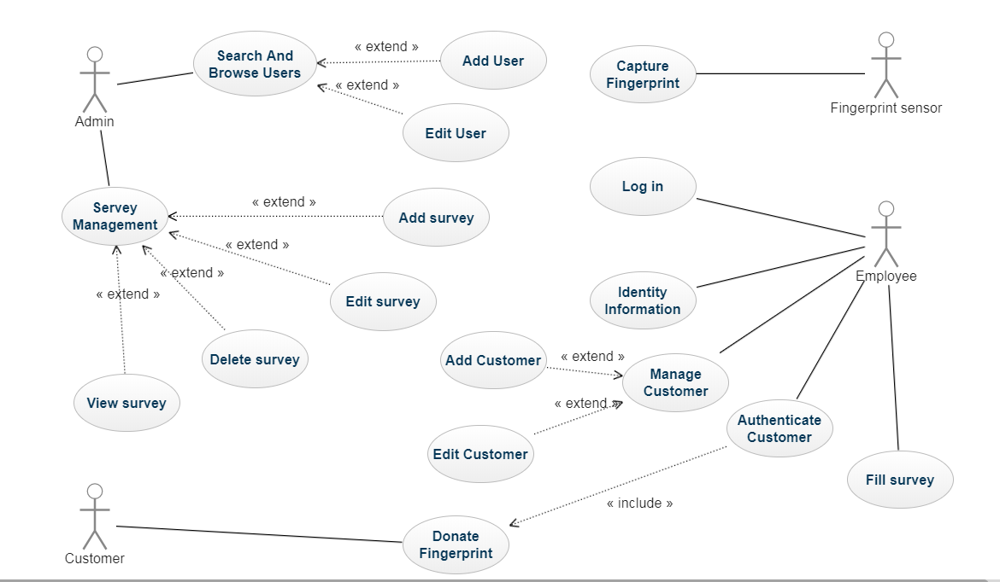 Search And
Browse Users
« extend »
Add User
Capture
Fingerprint
« extend »
Admin
Fingerprint sensor
Edit User
Log in
Servey
Management
« extend »
Add survey
« extend »
« extend »
Employee
« extend »
Edit survey
Identity
Information
Delete survey
Add Customer
« extend »
Manage
Customer
View survey
« extend »
Authenticate
Customer
Edit Customer
Fill survey
« include »
Customer
Donate
Fingerprint